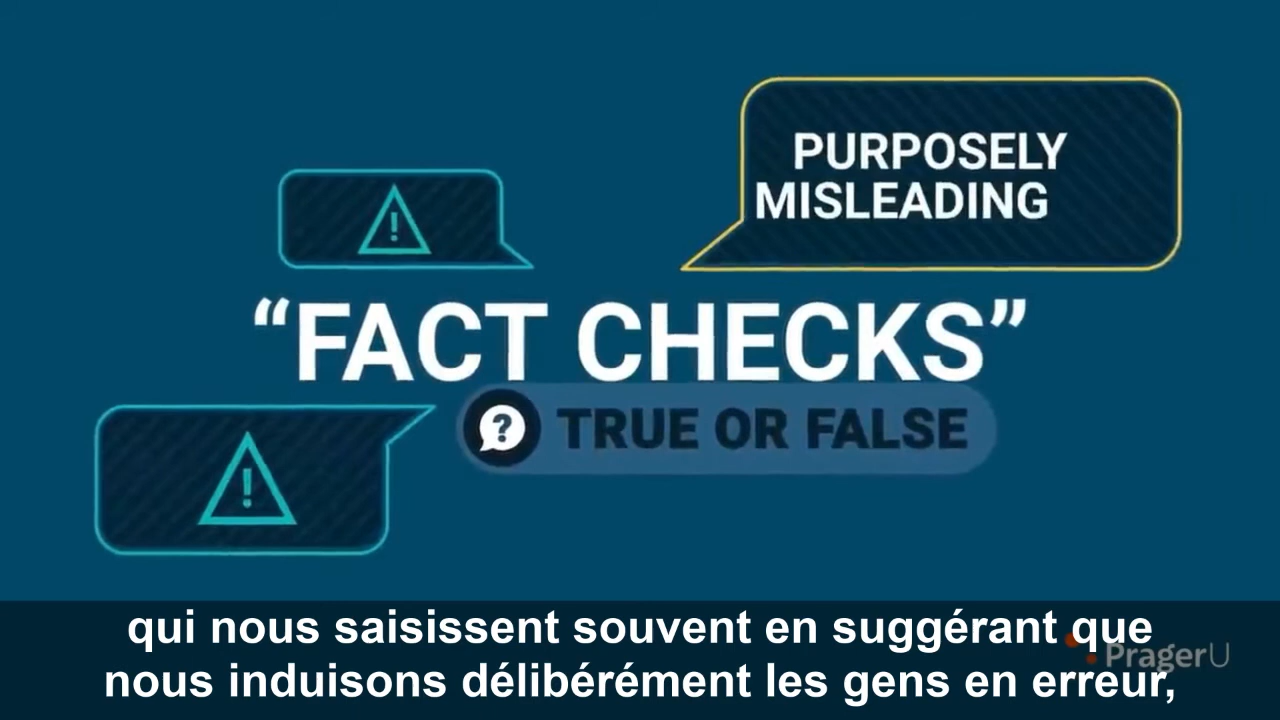 PURPOSELY
MISLEADING
“FACT CHECKS”
TRUE OR FALSE
qui nous saisissent souvent en suggérant que
nous induisons délibérément les gens en erreur,
PragerU